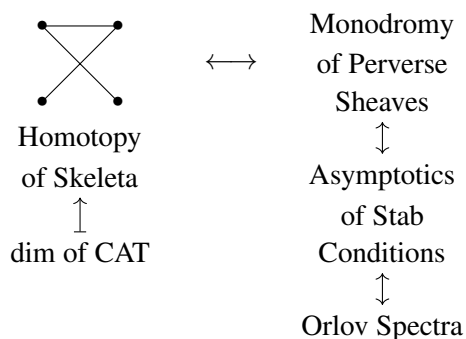 Homotopy
of Skeleta
dim of CAT
Monodromy
of Perverse
Sheaves
Asymptotics
of Stab
Conditions
Orlov Spectra